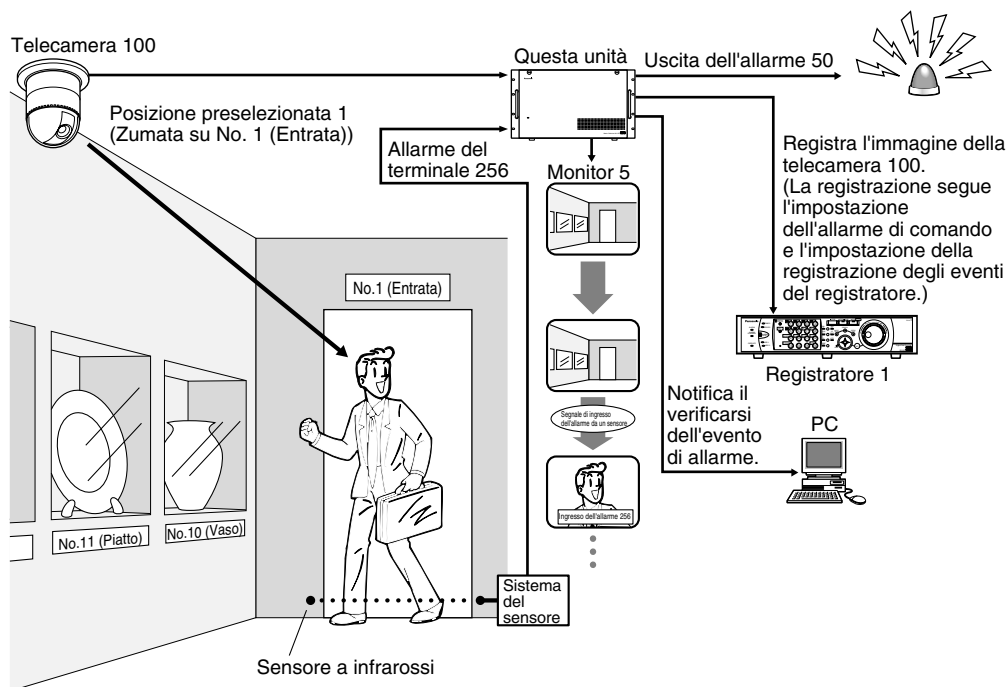 Telecamera 100
Questa unità
Uscita dell'allarme 50
Posizione preselezionata 1
(Zumata su No. 1 (Entrata))
Allarme del
terminale 256
Monitor 5
Registra l'immagine della
telecamera 100.
(La registrazione segue
l'impostazione
dell'allarme di comando
e l'impostazione della
registrazione degli eventi
del registratore.)
No.1 (Entrata)
Registratore 1
Segnale di ingresso
dell'allarme da un sensore
Notifica il
verificarsi
dell'evento
di allarme.
PC
Ingresso dell'allarme 256
No.11 (Piatto)
No.10 (Vaso)
Sistema
del
sensore
Sensore a infrarossi